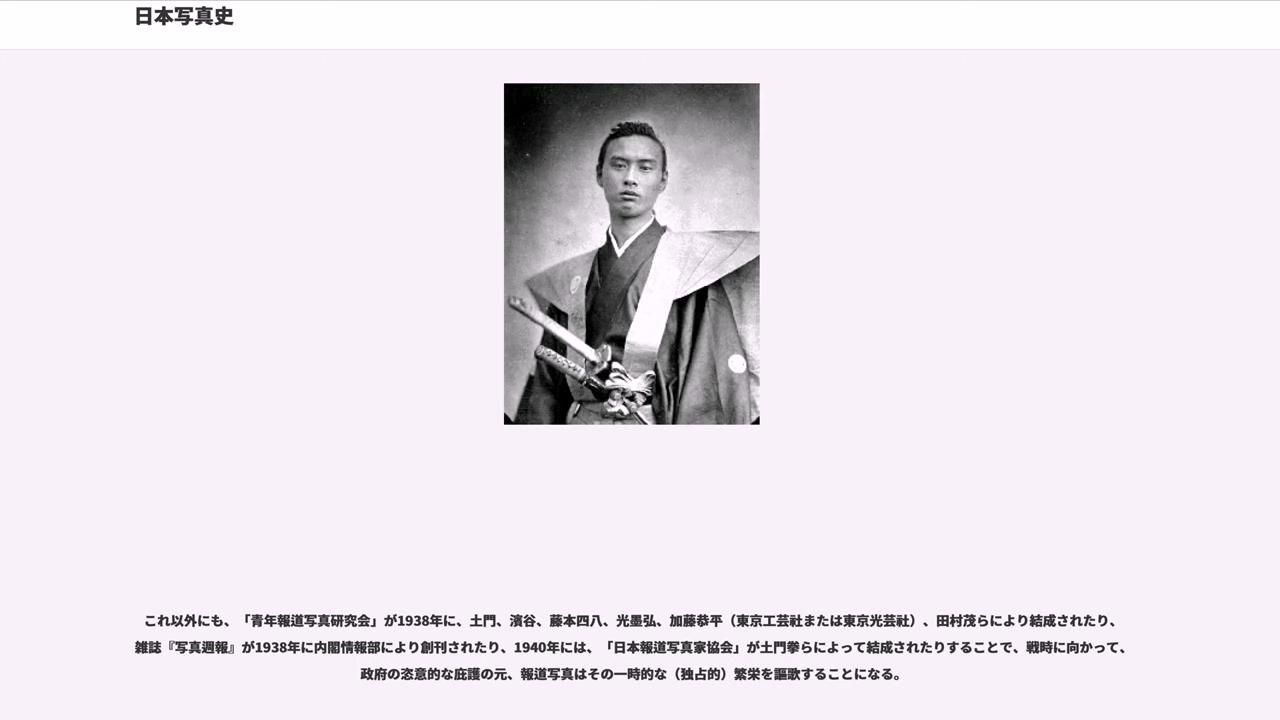 日本写真史
これ以外にも、「青年報道写真研究会」が1938年に、土門、濱谷、藤本四八、光墨弘、加藤恭平（東京工芸社または東京光芸社）、田村茂らにより結成されたり、
雑誌『写真週報』が1938年に内閣情報部により創刊されたり、1940年には、「日本報道写真家協会」が土門拳らによって結成されたりすることで、戦時に向かって、
政府の恣意的な庇護の元、報道写真はその一時的な（独占的）繁栄を謳歌することになる。